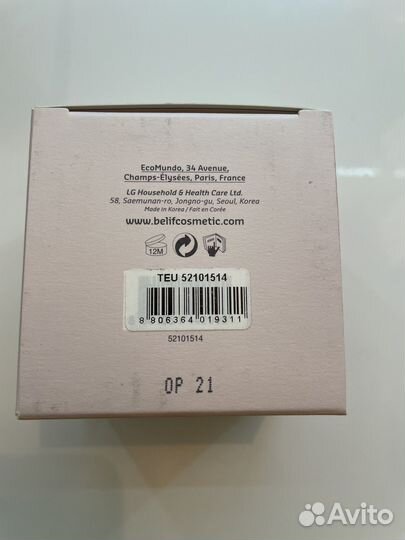 EcoMundo, 34 Avenue,
Champs-Élysées, Paris, France
LG Household & Health Care Ltd.
58, Saemunan-ro, Jongno-gu, Seoul, Korea
Made in Korea / Fait en Corée
www.belifcosmetic.com
12M
TEU 52101514
8 806364 019311
52101514
OP 21
Avito